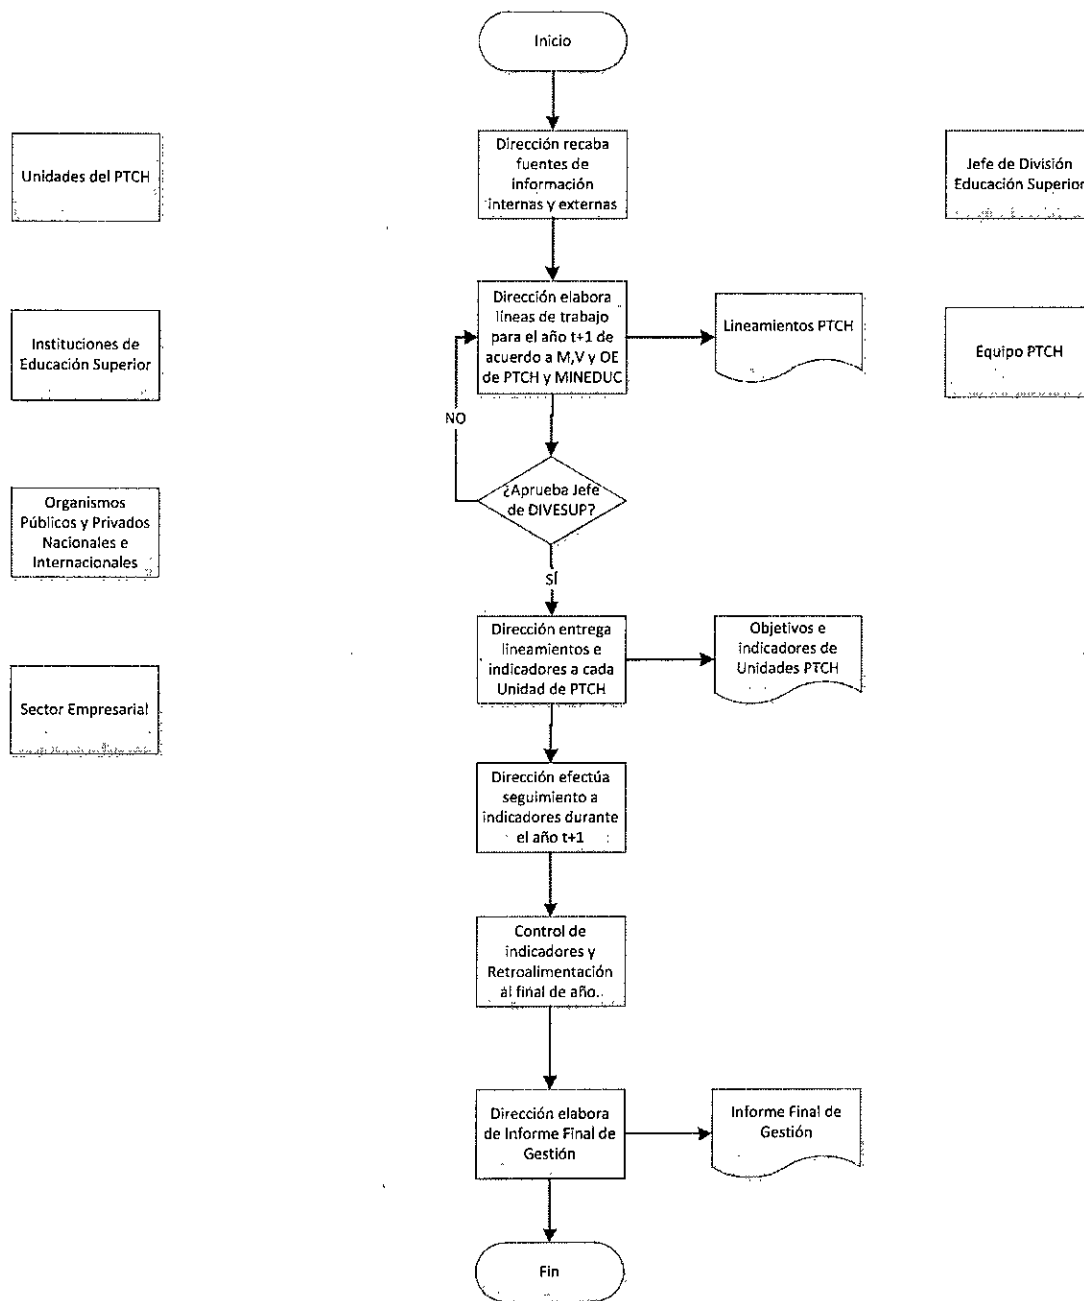 Inicio
Unidades del PTCH
Dirección recaba
fuentes de
información
internas y externas
Jefe de División
Educación Superior
Instituciones de
Educación Superior
Dirección elabora
líneas de trabajo
para el año t+1 de
acuerdo a M,V y OE
de PTCH y MINEDUC
Lineamientos PTCH
Equipo PTCH
NO
Organismos
Públicos y Privados
Nacionales e
Internacionales
¿Aprueba Jefe
de DIVESUP?
SÍ
Sector Empresarial
Dirección entrega
lineamientos e
indicadores a cada
Unidad de PTCH
Objetivos e
indicadores de
Unidades PTCH
Dirección efectúa
seguimiento a
indicadores durante
el año t+1
Control de
indicadores y
Retroalimentación
al final de año..
Dirección elabora
de Informe Final de
Gestión
Informe Final de
Gestión
Fin